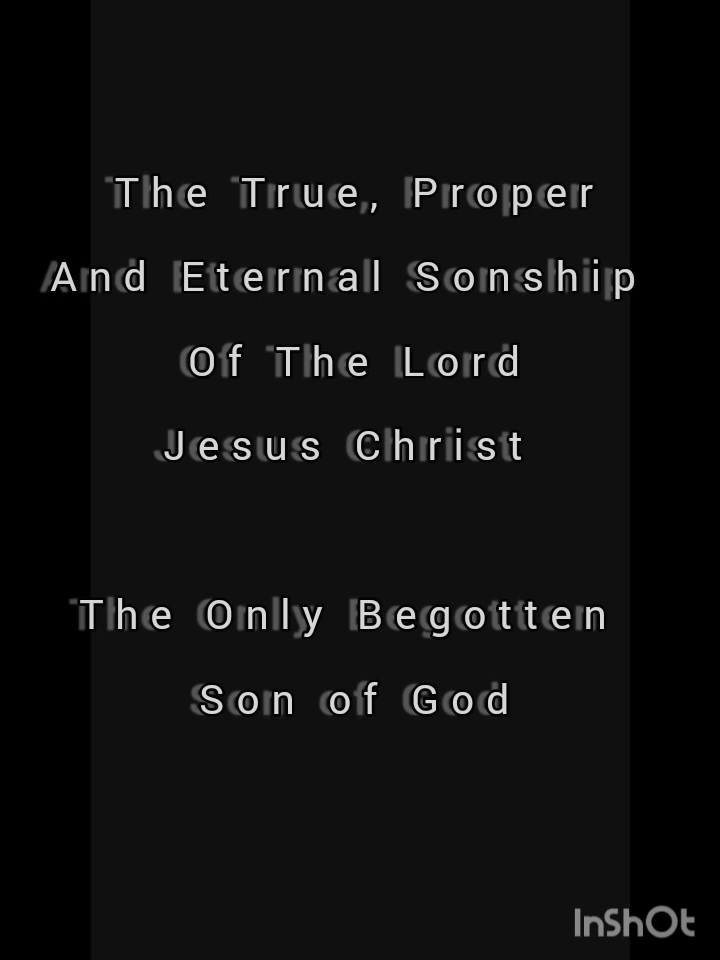 The True, Proper
And Eternal Sonship
Of The Lord
Jesus Christ
The Only Begotten
Son of God
InShOt